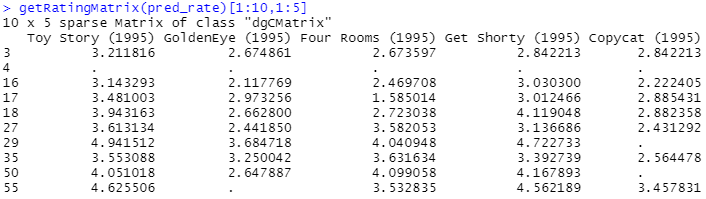 > getRatingMatrix(pred_rate)[1:10,1:5]
10 x 5 sparse Matrix of class "dgCMatrix"
   Toy Story (1995) GoldenEye (1995) Four Rooms (1995) Get Shorty (1995) Copycat (1995)
3          3.211816         2.674861          2.673597          2.842213       2.842213
4          .                .                 .                 .              .
16         3.143293         2.117769          2.469708          3.030300       2.222405
17         3.481003         2.973256          1.585014          3.012466       2.885431
18         3.943163         2.662800          2.723038          4.119048       2.882358
27         3.613134         2.441850          3.582053          3.136686       2.431292
29         4.941512         3.684718          4.040948          4.722733       .
35         3.553088         3.250042          3.631634          3.392739       2.564478
50         4.051018         2.647887          4.099058          4.167893       .
55         4.625506         .                 3.532835          4.562189       3.457831